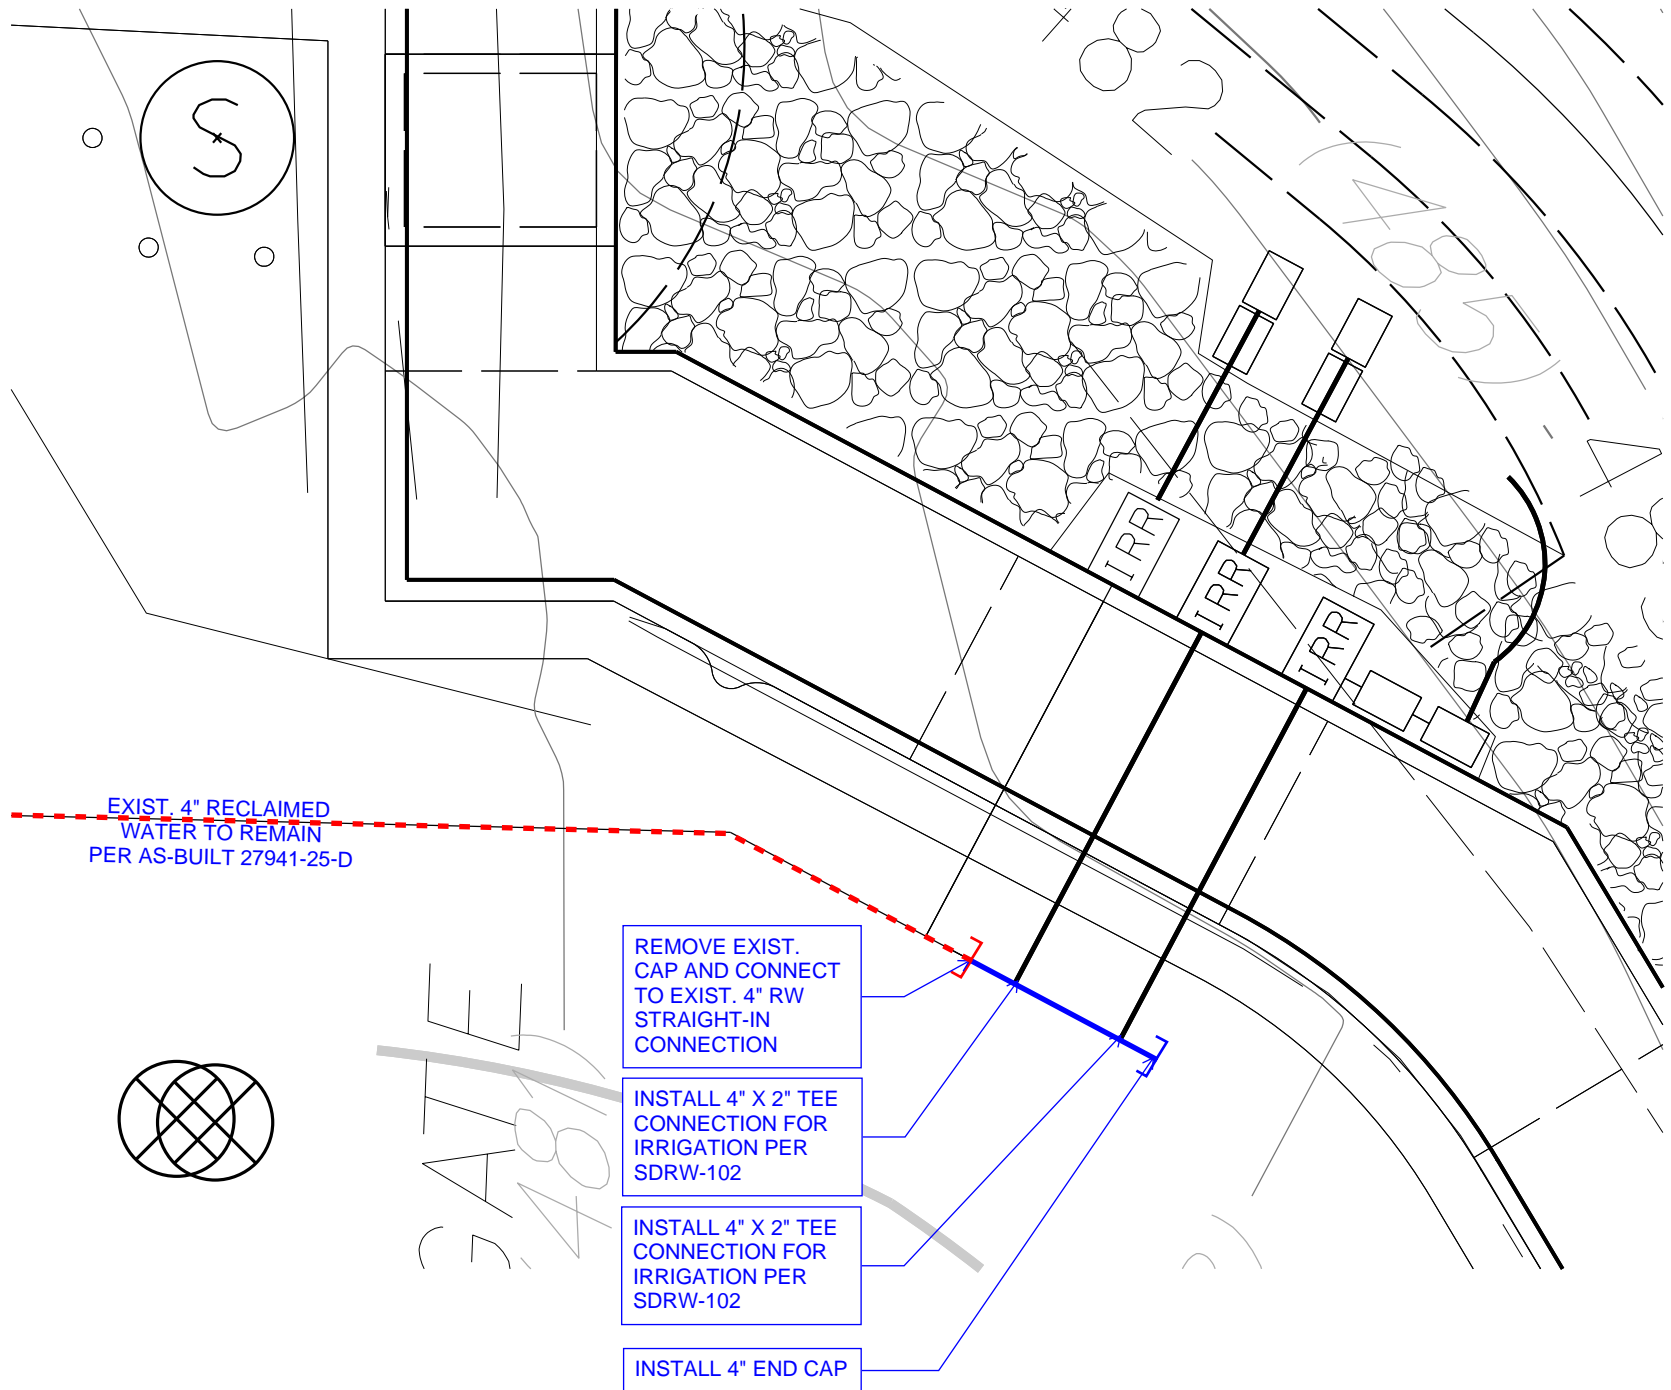 S
IRR
IRR
IRR
EXIST. 4" RECLAIMED
WATER TO REMAIN
PER AS-BUILT 27941-25-D
REMOVE EXIST.
CAP AND CONNECT
TO EXIST. 4" RW
STRAIGHT-IN
CONNECTION
INSTALL 4" X 2" TEE
CONNECTION FOR
IRRIGATION PER
SDRW-102
INSTALL 4" X 2" TEE
CONNECTION FOR
IRRIGATION PER
SDRW-102
INSTALL 4" END CAP